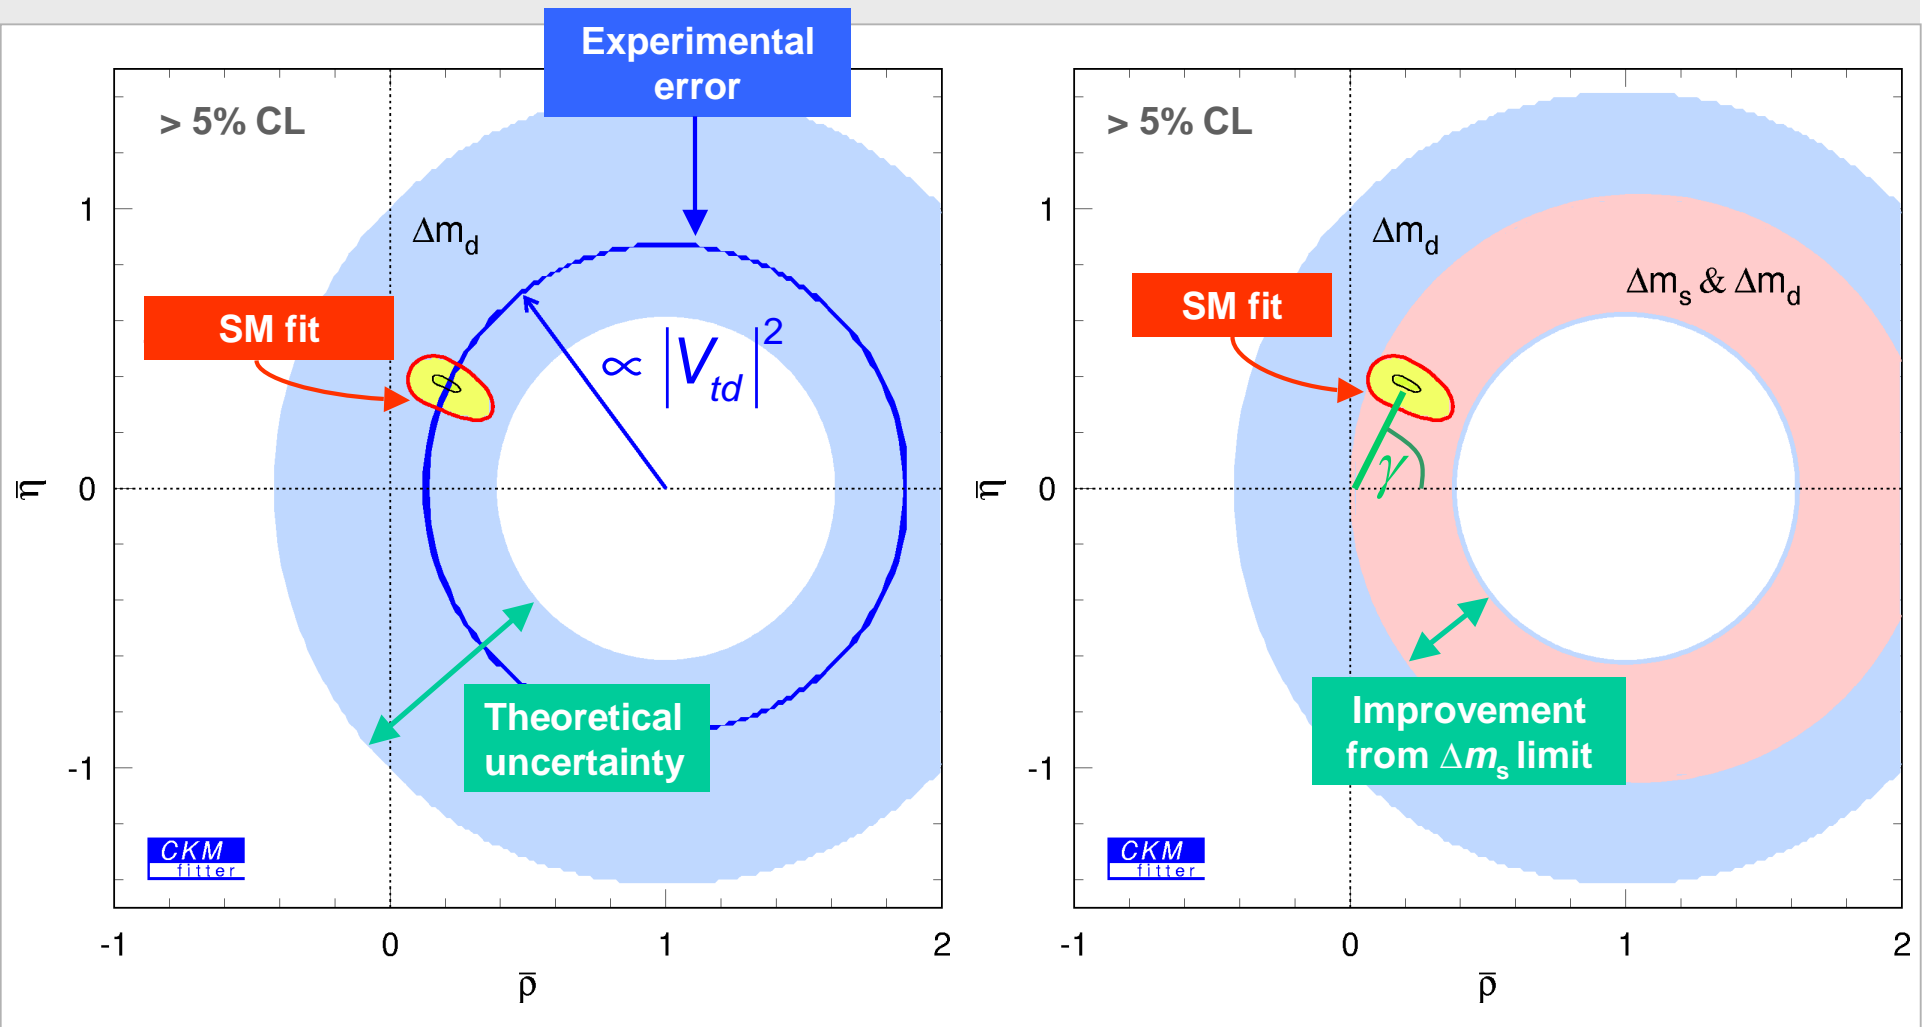 Experimental
error
> 5% CL
Δm_d
SM fit
∝ |V_td|^2
Theoretical
uncertainty
CKM
fitter
1
0
-1
η̅
-1
0
1
2
ρ̅
> 5% CL
Δm_d
Δm_s & Δm_d
SM fit
γ
Improvement
from Δm_s limit
CKM
fitter
1
0
-1
η̅
-1
0
1
2
ρ̅